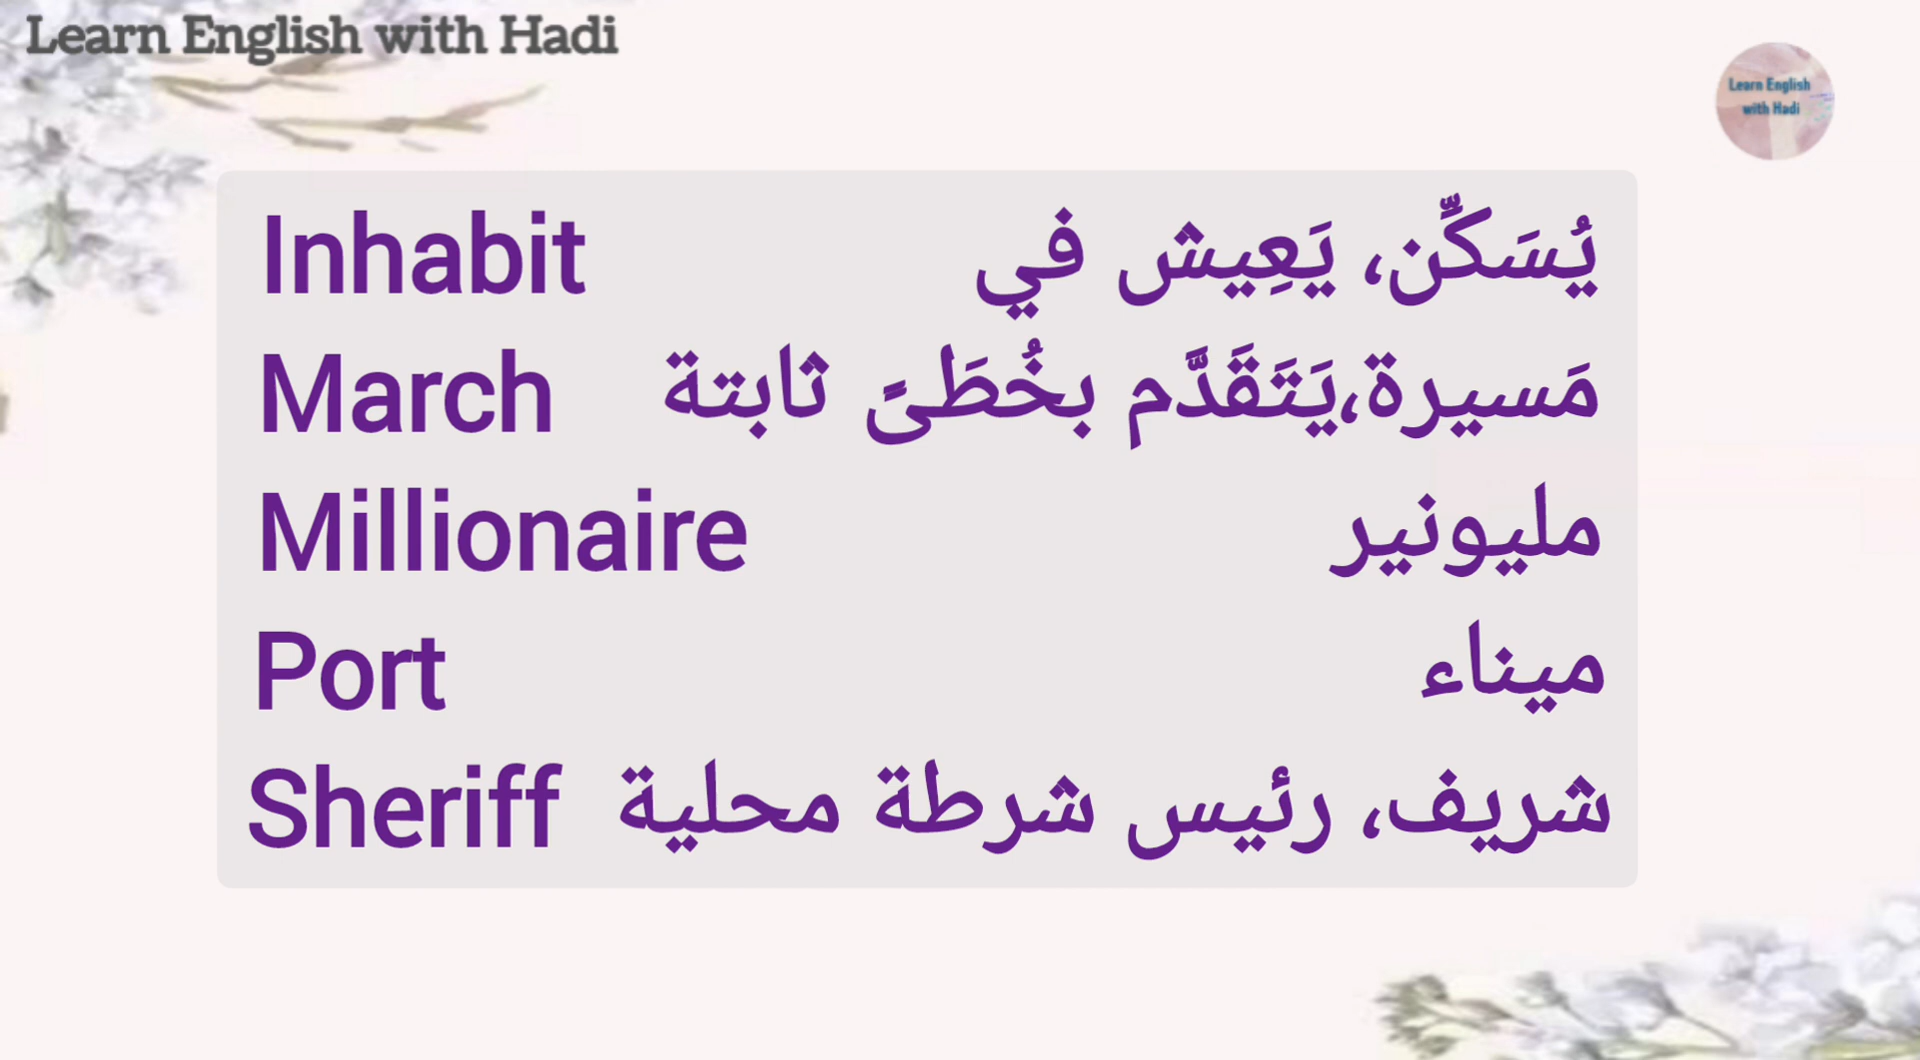 Learn English with Hadi
Learn English
with Hadi
Inhabit يُسَكِّن، يَعِيش في
March مَسيرة،يَتَقَدَّم بخُطَىً ثابتة
Millionaire مليونير
Port ميناء
Sheriff شريف، رئيس شرطة محلية